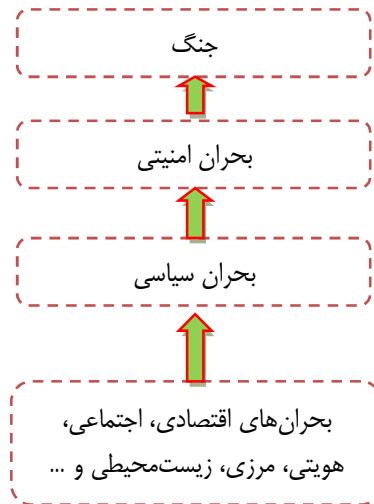 جنگ
بحران امنیتی
بحران سیاسی
بحران‌های اقتصادی، اجتماعی،
هویتی، مرزی، زیست‌محیطی و ...